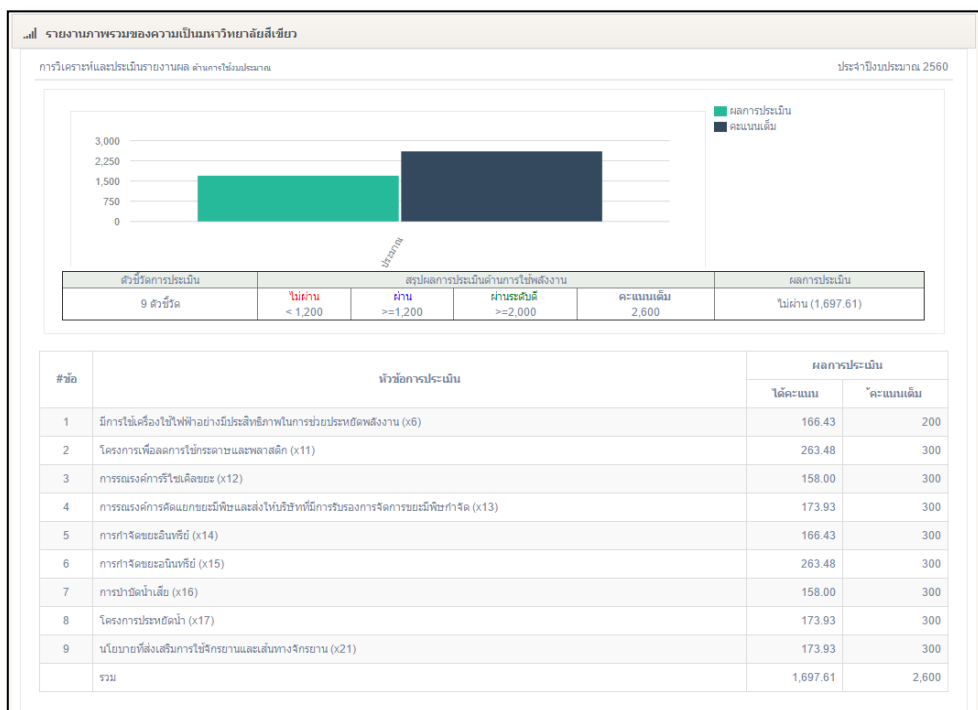 รายงานภาพรวมของความเป็นมหาวิทยาลัยสีเขียว
การวิเคราะห์และประเมินรายงานผล ด้านการใช้งบประมาณ ประจำปีงบประมาณ 2560
ผลการประเมิน
คะแนนเต็ม
3,000
2,250
1,500
750
0
ประมาณ
ตัวชี้วัดการประเมิน สรุปผลการประเมินด้านการใช้พลังงาน ผลการประเมิน
9 ตัวชี้วัด ไม่ผ่าน ผ่าน ผ่านระดับดี คะแนนเต็ม ไม่ผ่าน (1,697.61)
< 1,200 >=1,200 >=2,000 2,600
#ข้อ หัวข้อการประเมิน ผลการประเมิน
ได้คะแนน ้คะแนนเต็ม
1 มีการใช้เครื่องใช้ไฟฟ้าอย่างมีประสิทธิภาพในการช่วยประหยัดพลังงาน (x6) 166.43 200
2 โครงการเพื่อลดการใช้กระดาษและพลาสติก (x11) 263.48 300
3 การรณรงค์การรีไซเคิลขยะ (x12) 158.00 300
4 การรณรงค์การคัดแยกขยะมีพิษและส่งให้บริษัทที่มีการรับรองการจัดการขยะมีพิษกำจัด (x13) 173.93 300
5 การกำจัดขยะอินทรีย์ (x14) 166.43 300
6 การกำจัดขยะอนินทรีย์ (x15) 263.48 300
7 การบำบัดน้ำเสีย (x16) 158.00 300
8 โครงการประหยัดน้ำ (x17) 173.93 300
9 นโยบายที่ส่งเสริมการใช้จักรยานและเส้นทางจักรยาน (x21) 173.93 300
รวม 1,697.61 2,600